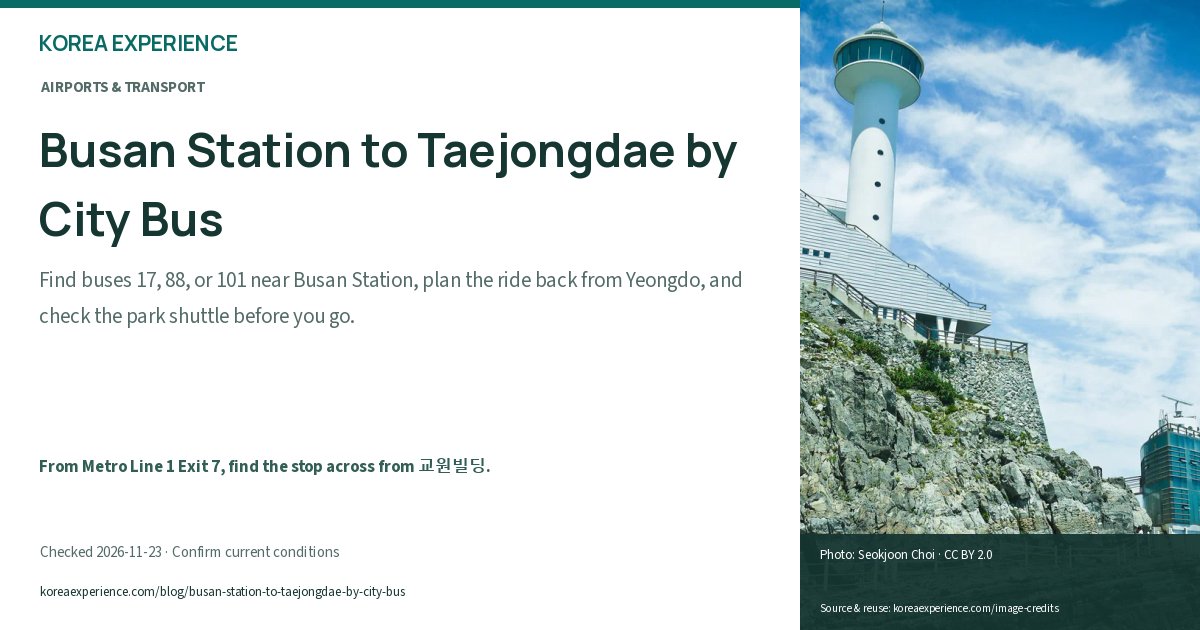 KOREA EXPERIENCE
AIRPORTS & TRANSPORT
Busan Station to Taejongdae by
City Bus
Find buses 17, 88, or 101 near Busan Station, plan the ride back from Yeongdo, and
check the park shuttle before you go.
From Metro Line 1 Exit 7, find the stop across from 교원빌딩.
Checked 2026-11-23 · Confirm current conditions
koreaexperience.com/blog/busan-station-to-taejongdae-by-city-bus
Photo: Seokjoon Choi · CC BY 2.0
Source & reuse: koreaexperience.com/image-credits